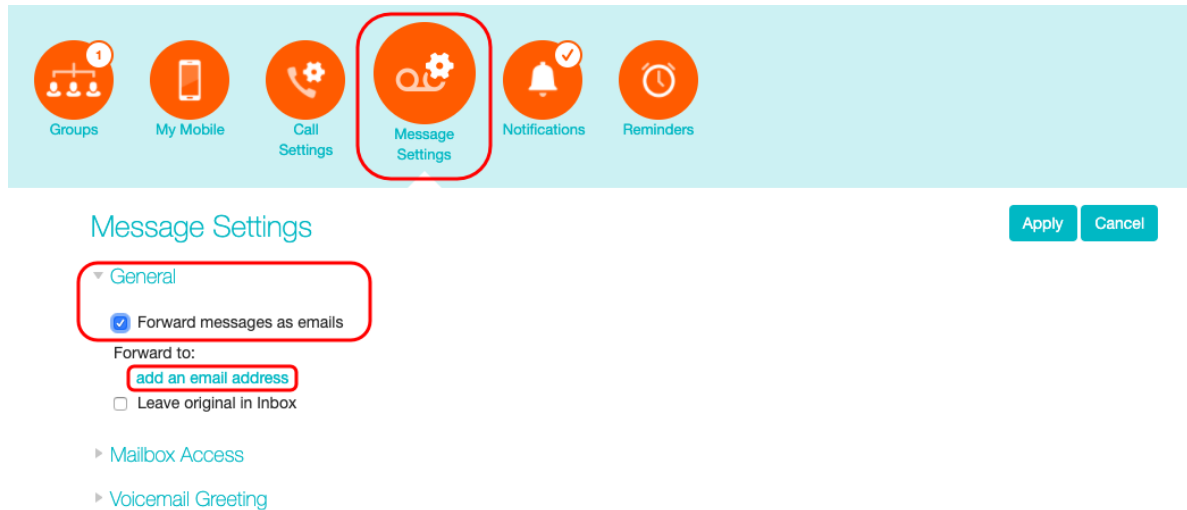 1
Groups
My Mobile
Call
Settings
Message
Settings
Notifications
Reminders
Message Settings
Apply
Cancel
General
Forward messages as emails
Forward to:
add an email address
Leave original in Inbox
Mailbox Access
Voicemail Greeting